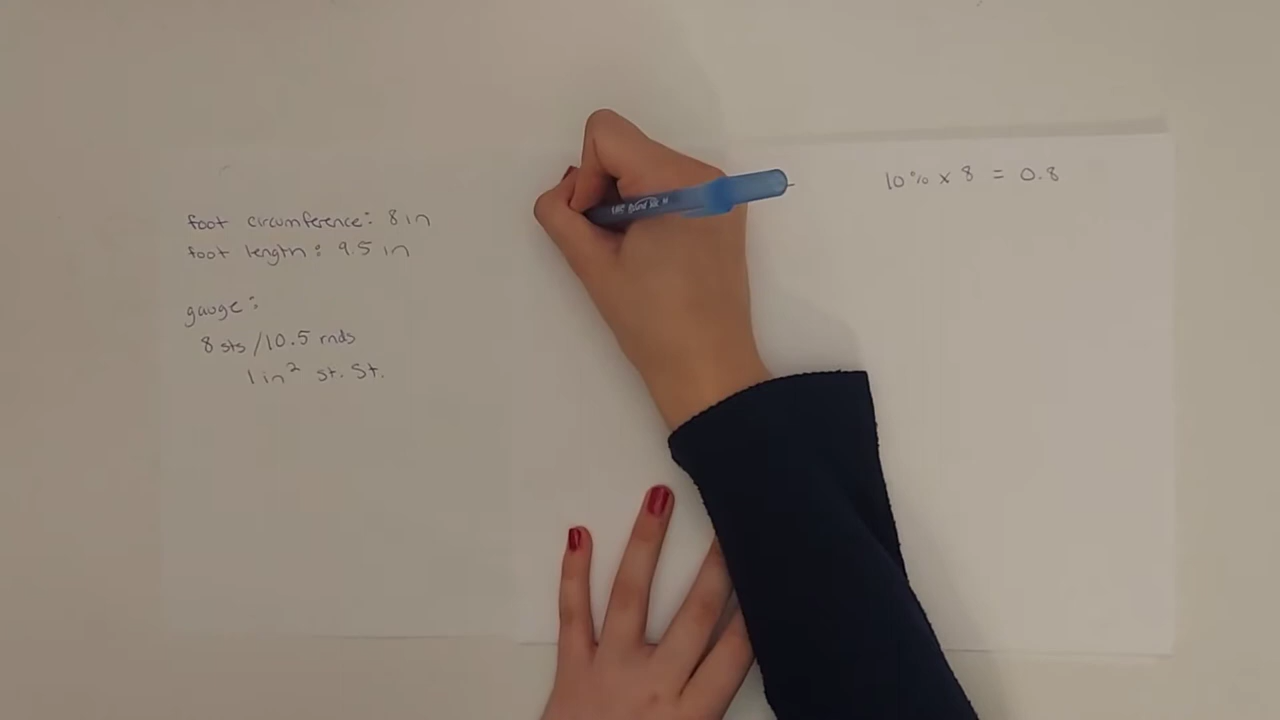 foot circumference: 8 in
foot length: 9.5 in
gauge:
8 sts/10.5 rnds
1 in² st. st.
10% x 8 = 0.8